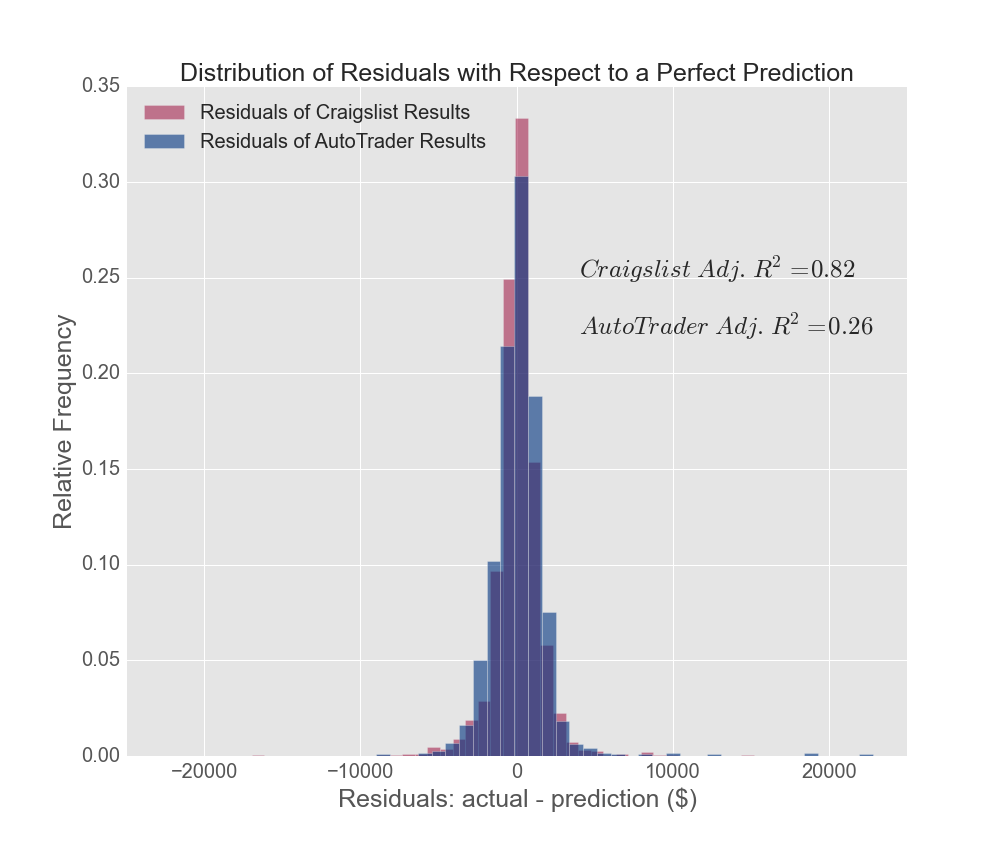 Distribution of Residuals with Respect to a Perfect Prediction
0.35
0.30
0.25
0.20
0.15
0.10
0.05
0.00
Relative Frequency
Residuals of Craigslist Results
Residuals of AutoTrader Results
Craigslist Adj. R² =0.82
AutoTrader Adj. R² =0.26
−20000 −10000 0 10000 20000
Residuals: actual - prediction ($)